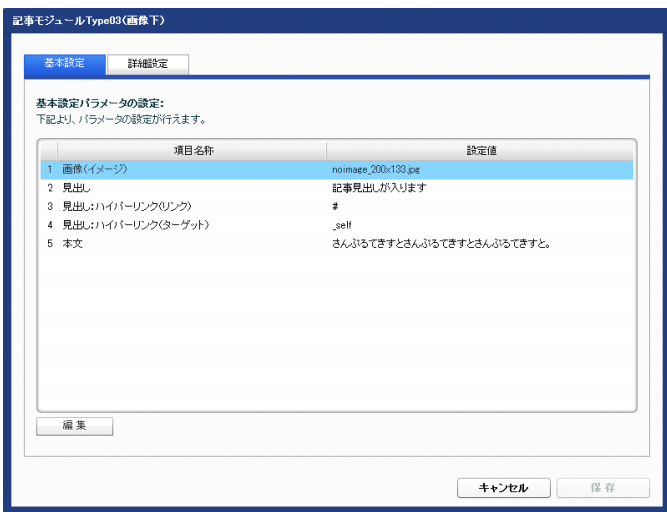 記事モジュールType03(画像下)
基本設定 詳細設定
基本設定パラメータの設定:
下記より、パラメータの設定が行えます。
項目名称 設定値
1 画像(イメージ) noimage_200x133.jpg
2 見出し 記事見出しが入ります
3 見出し:ハイパーリンク(リンク) #
4 見出し:ハイパーリンク(ターゲット) _self
5 本文 さんぷるてきすとさんぷるてきすとさんぷるてきすと。
編集
キャンセル 保存